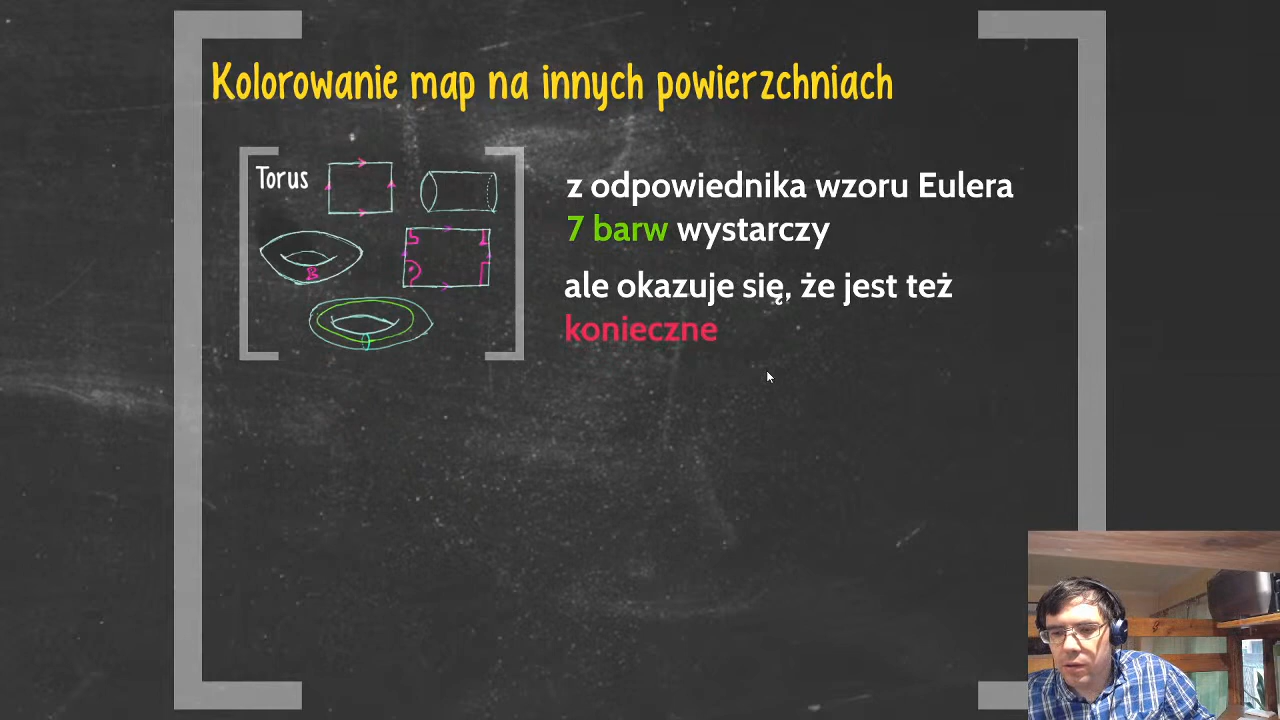 Kolorowanie map na innych powierzchniach
Torus
z odpowiednika wzoru Eulera
7 barw wystarczy
ale okazuje się, że jest też
konieczne
B